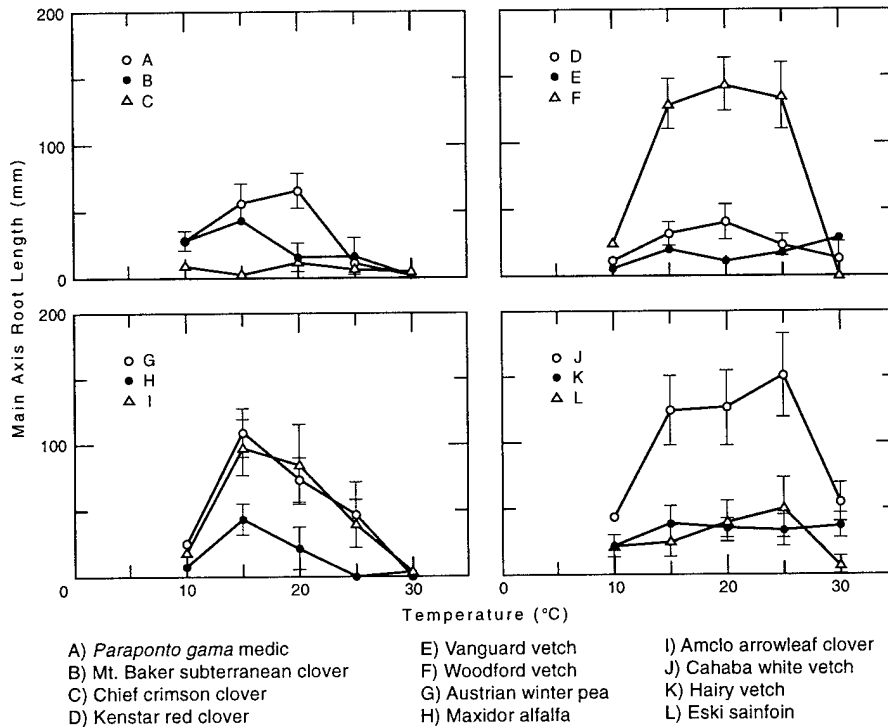 200
100
0
A
B
C
D
E
F
Main Axis Root Length (mm)
200
100
0
G
H
I
J
K
L
10 20 30 10 20 30
Temperature (°C)
A) Paraponto gama medic
B) Mt. Baker subterranean clover
C) Chief crimson clover
D) Kenstar red clover
E) Vanguard vetch
F) Woodford vetch
G) Austrian winter pea
H) Maxidor alfalfa
I) Amclo arrowleaf clover
J) Cahaba white vetch
K) Hairy vetch
L) Eski sainfoin